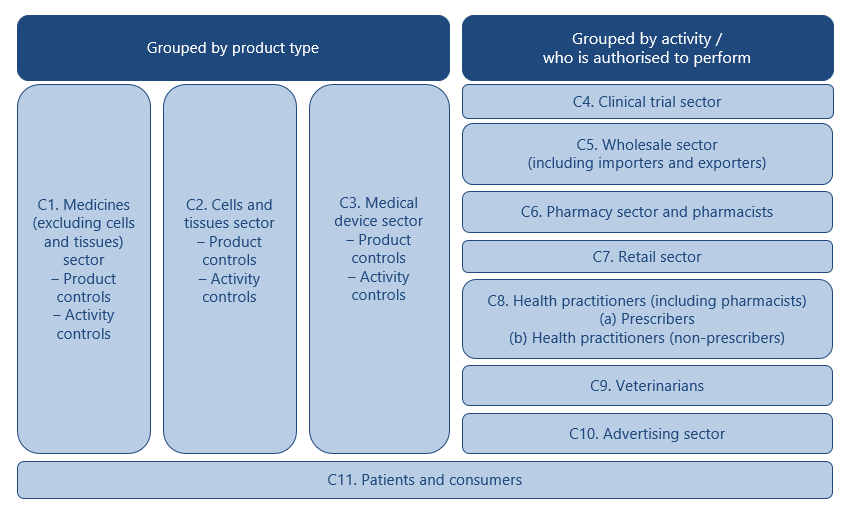 Grouped by product type
Grouped by activity /
who is authorised to perform
C1. Medicines
(excluding cells
and tissues)
sector
– Product
controls
– Activity
controls
C2. Cells and
tissues sector
– Product
controls
– Activity
controls
C3. Medical
device sector
– Product
controls
– Activity
controls
C4. Clinical trial sector
C5. Wholesale sector
(including importers and exporters)
C6. Pharmacy sector and pharmacists
C7. Retail sector
C8. Health practitioners (including pharmacists)
(a) Prescribers
(b) Health practitioners (non-prescribers)
C9. Veterinarians
C10. Advertising sector
C11. Patients and consumers